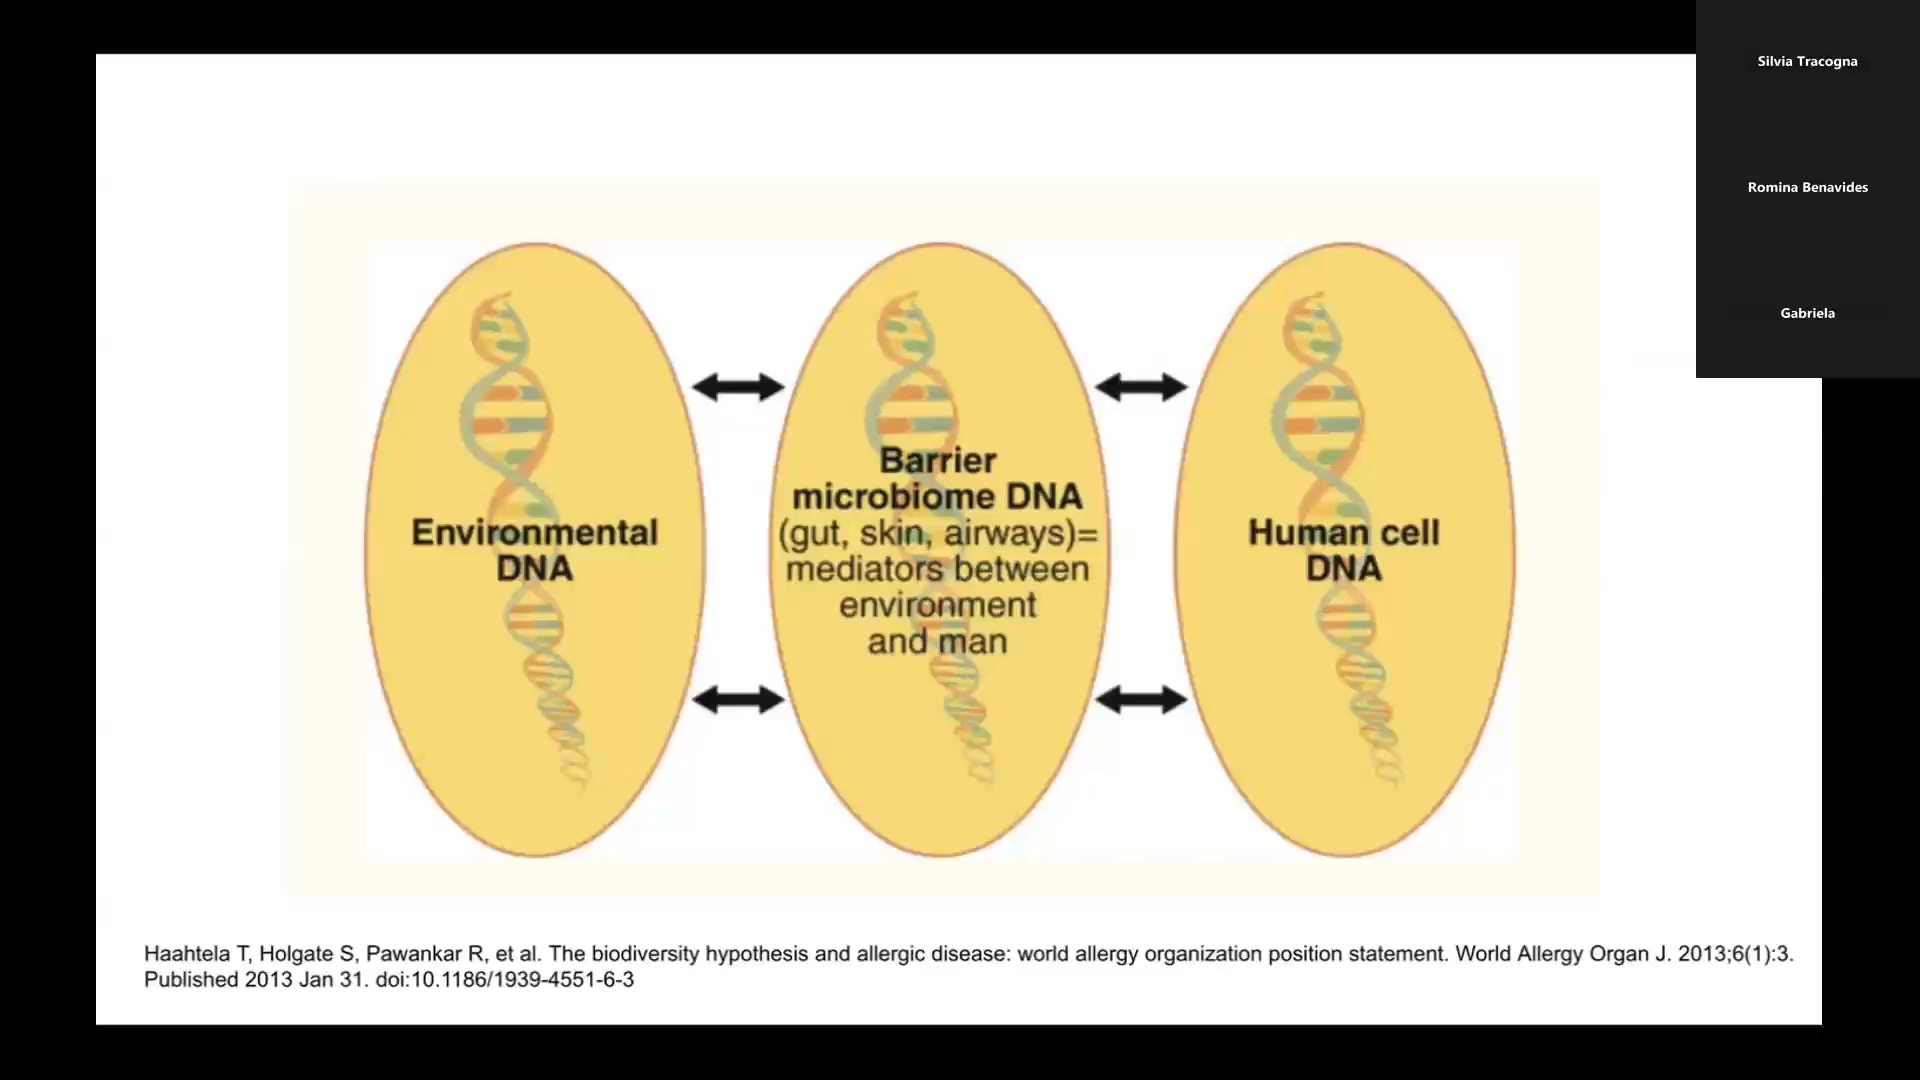 Silvia Tracogna
Romina Benavides
Gabriela
Environmental
DNA
Barrier
microbiome DNA
(gut, skin, airways)=
mediators between
environment
and man
Human cell
DNA
Haahtela T, Holgate S, Pawankar R, et al. The biodiversity hypothesis and allergic disease: world allergy organization position statement. World Allergy Organ J. 2013;6(1):3.
Published 2013 Jan 31. doi:10.1186/1939-4551-6-3